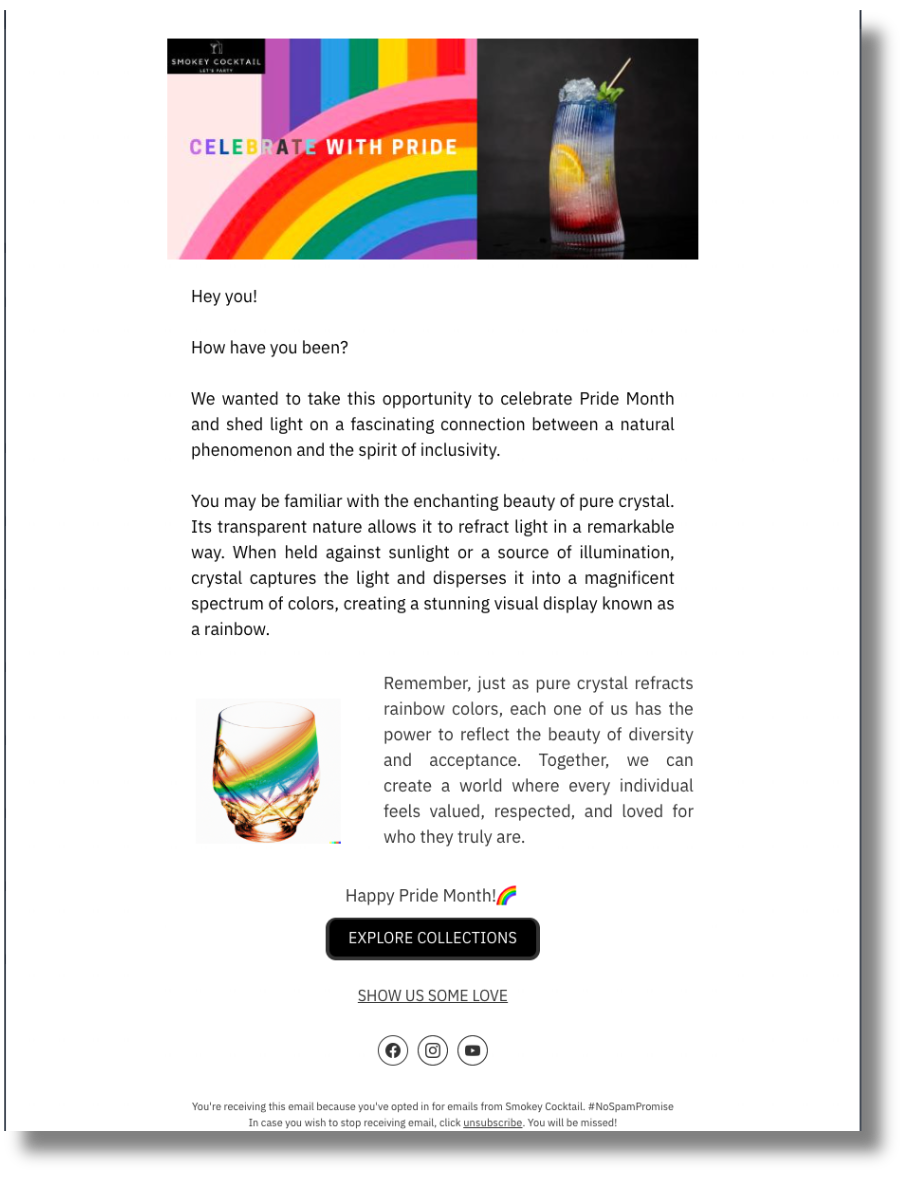 SMOKEY COCKTAIL
LET'S PARTY
CELEBRATE WITH PRIDE
Hey you!
How have you been?
We wanted to take this opportunity to celebrate Pride Month
and shed light on a fascinating connection between a natural
phenomenon and the spirit of inclusivity.
You may be familiar with the enchanting beauty of pure crystal.
Its transparent nature allows it to refract light in a remarkable
way. When held against sunlight or a source of illumination,
crystal captures the light and disperses it into a magnificent
spectrum of colors, creating a stunning visual display known as
a rainbow.
Remember, just as pure crystal refracts
rainbow colors, each one of us has the
power to reflect the beauty of diversity
and acceptance. Together, we can
create a world where every individual
feels valued, respected, and loved for
who they truly are.
Happy Pride Month!🌈
EXPLORE COLLECTIONS
SHOW US SOME LOVE
You're receiving this email because you've opted in for emails from Smokey Cocktail. #NoSpamPromise
In case you wish to stop receiving email, click unsubscribe. You will be missed!